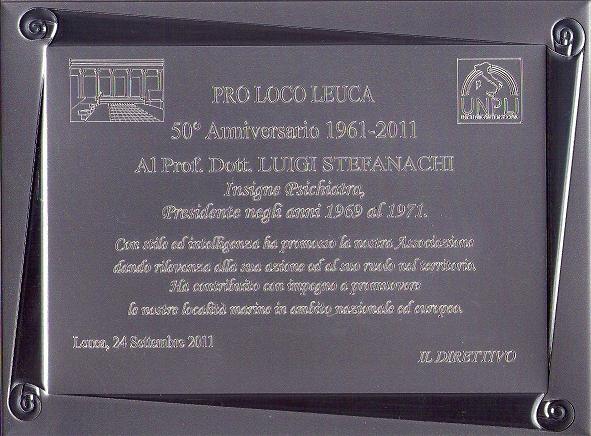 PRO LOCO LEUCA
UNPLI
50° Anniversario 1961-2011
Al Prof. Dott. LUIGI STEFANACHI
Insigne Psichiatra,
Presidente negli anni 1969 al 1971.
Con stile ed intelligenza ha promosso la nostra Associazione
dando rilevanza alla sua azione ed al suo ruolo nel territorio.
Ha contribuito con impegno a promuovere
le nostre località marine in ambito nazionale ed europeo.
Leuca, 24 Settembre 2011
IL DIRETTIVO